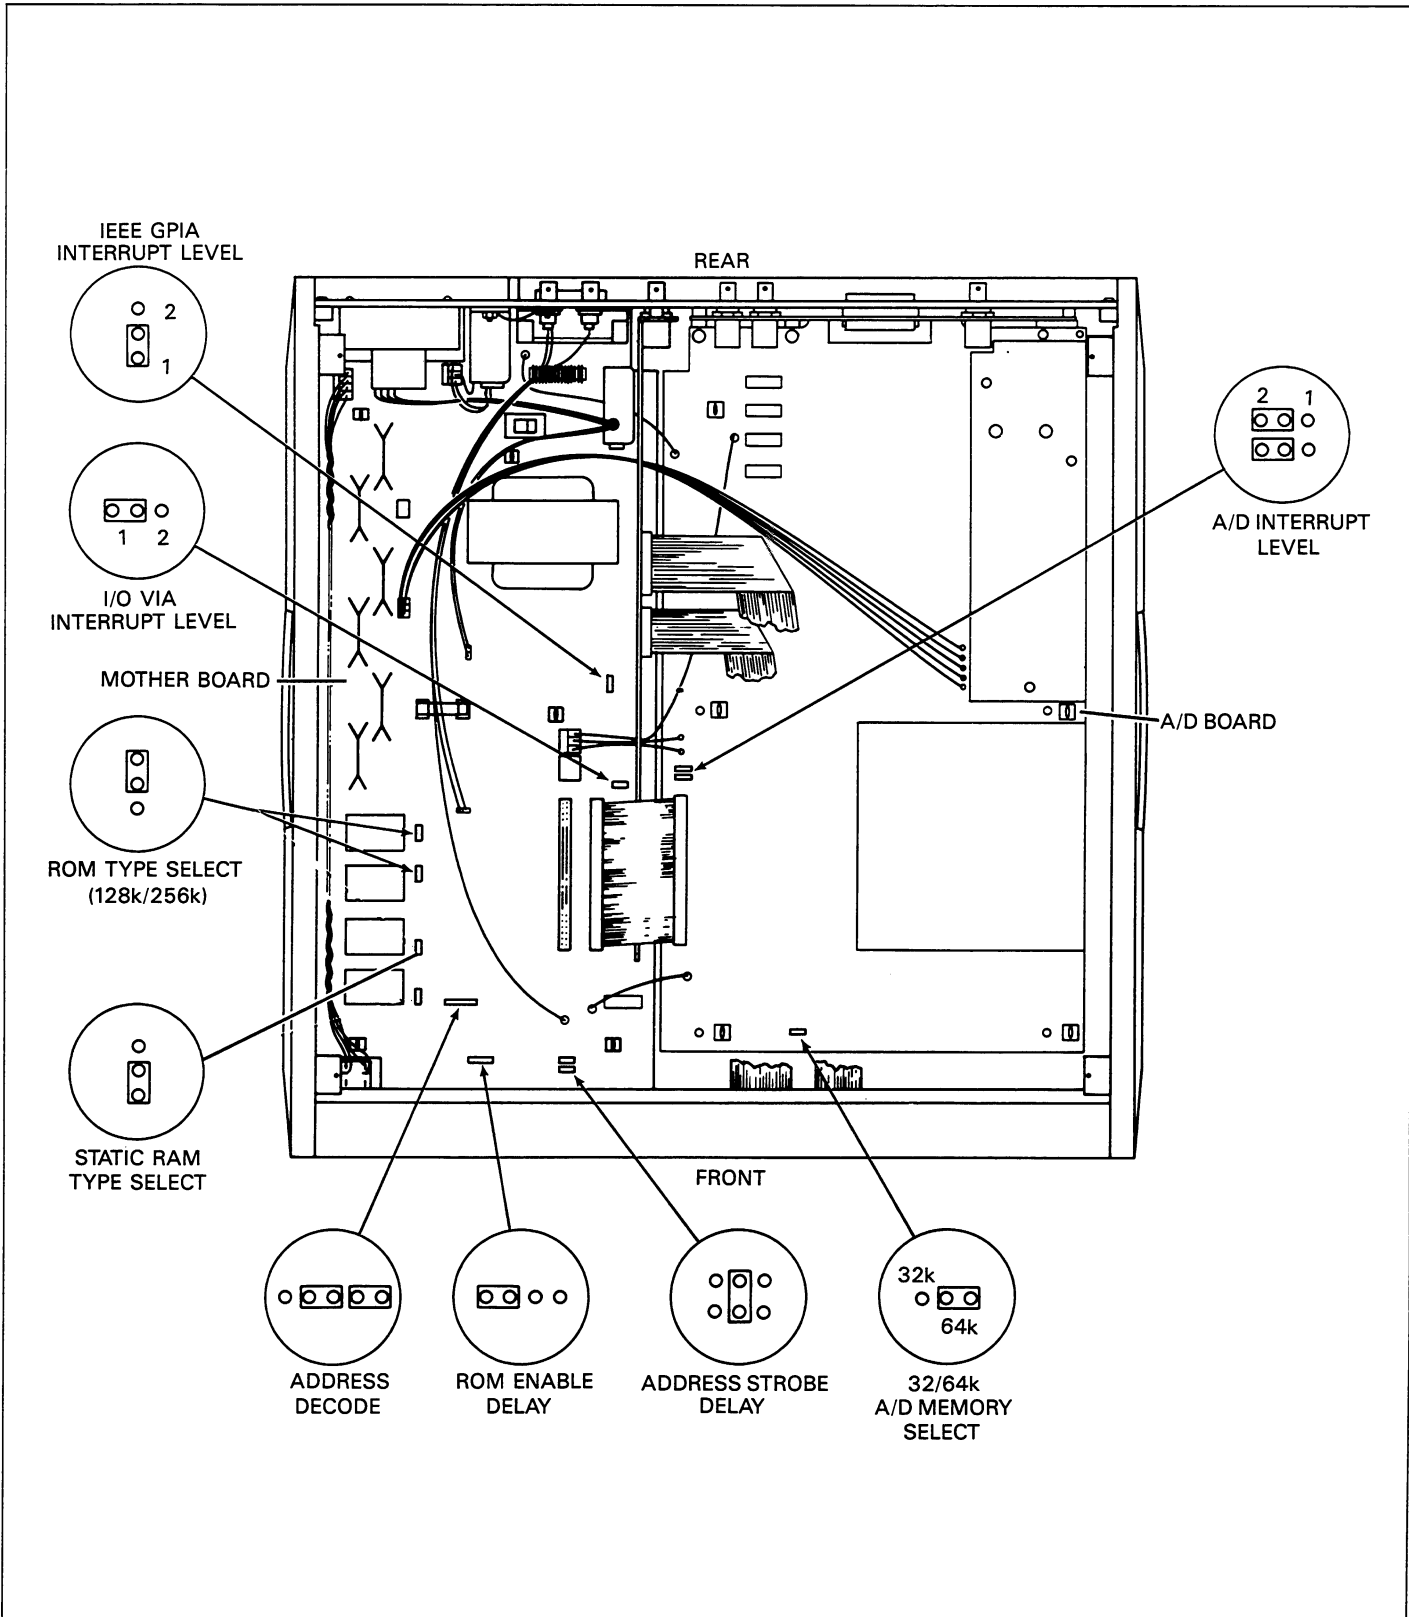 IEEE GPIA
INTERRUPT LEVEL
2
1
REAR
2 1
A/D INTERRUPT
LEVEL
1 2
I/O VIA
INTERRUPT LEVEL
MOTHER BOARD
A/D BOARD
ROM TYPE SELECT
(128k/256k)
STATIC RAM
TYPE SELECT
FRONT
ADDRESS
DECODE
ROM ENABLE
DELAY
ADDRESS STROBE
DELAY
32k
64k
32/64k
A/D MEMORY
SELECT